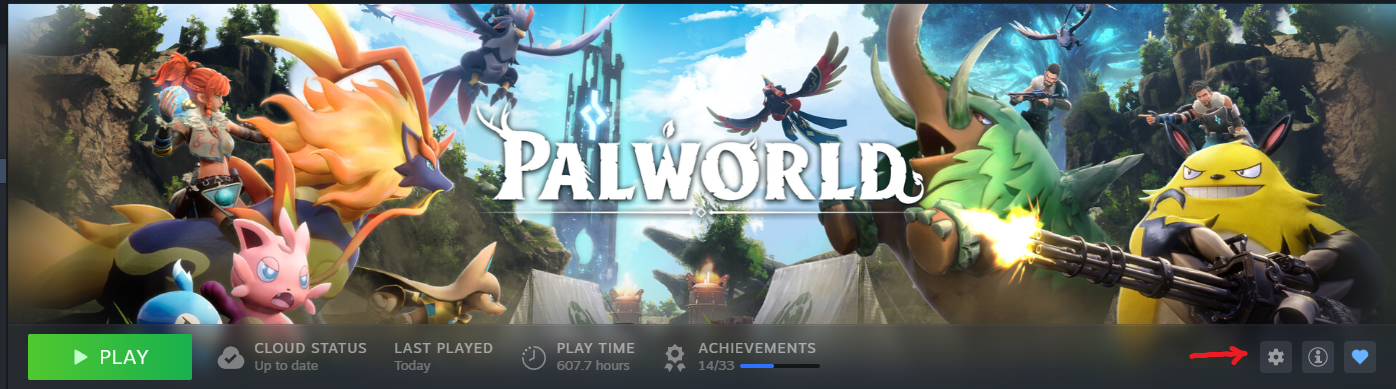 PALWORLD
PLAY
CLOUD STATUS
Up to date
LAST PLAYED
Today
PLAY TIME
607.7 hours
ACHIEVEMENTS
14/33